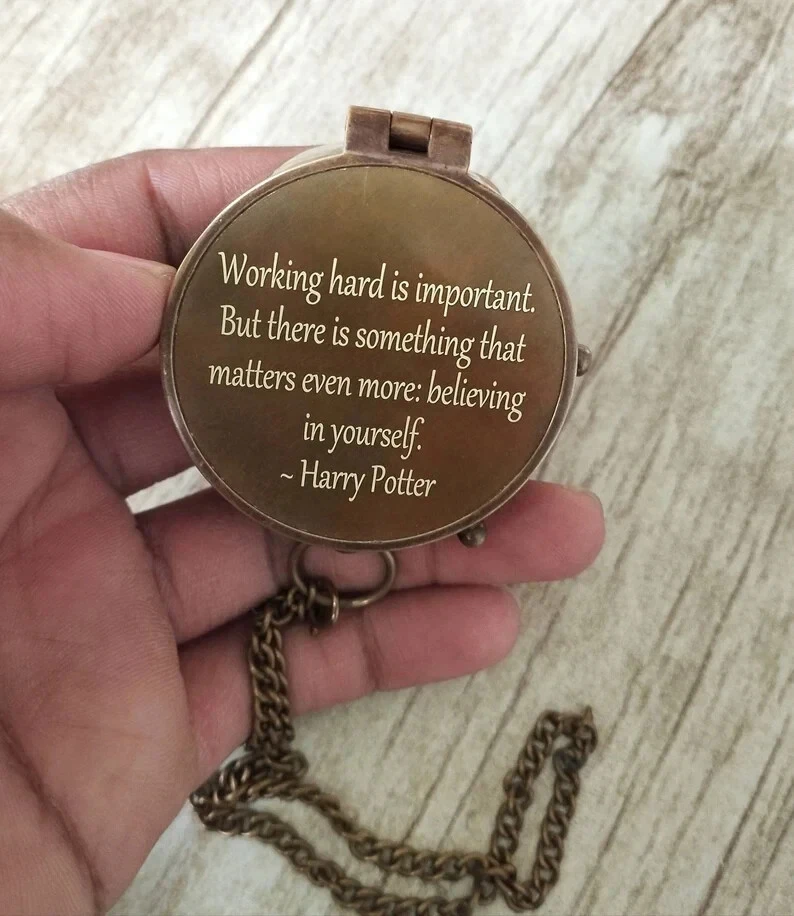 Working hard is important.
But there is something that
matters even more: believing
in yourself.
~ Harry Potter